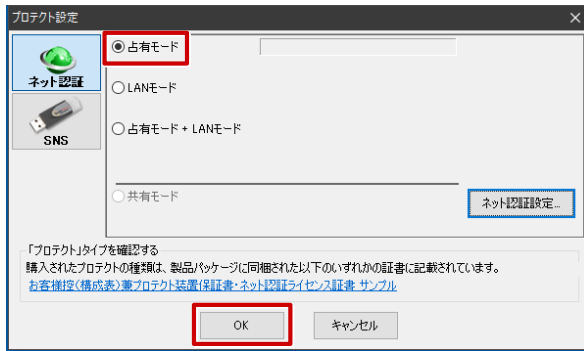 プロテクト設定
ネット認証
SNS
占有モード
LANモード
占有モード + LANモード
共有モード
ネット認証設定...
「プロテクト」タイプを確認する
購入されたプロテクトの種類は、製品パッケージに同梱された以下のいずれかの証書に記載されています。
お客様控(構成表)兼プロテクト装置保証書・ネット認証ライセンス証書 サンプル
OK
キャンセル